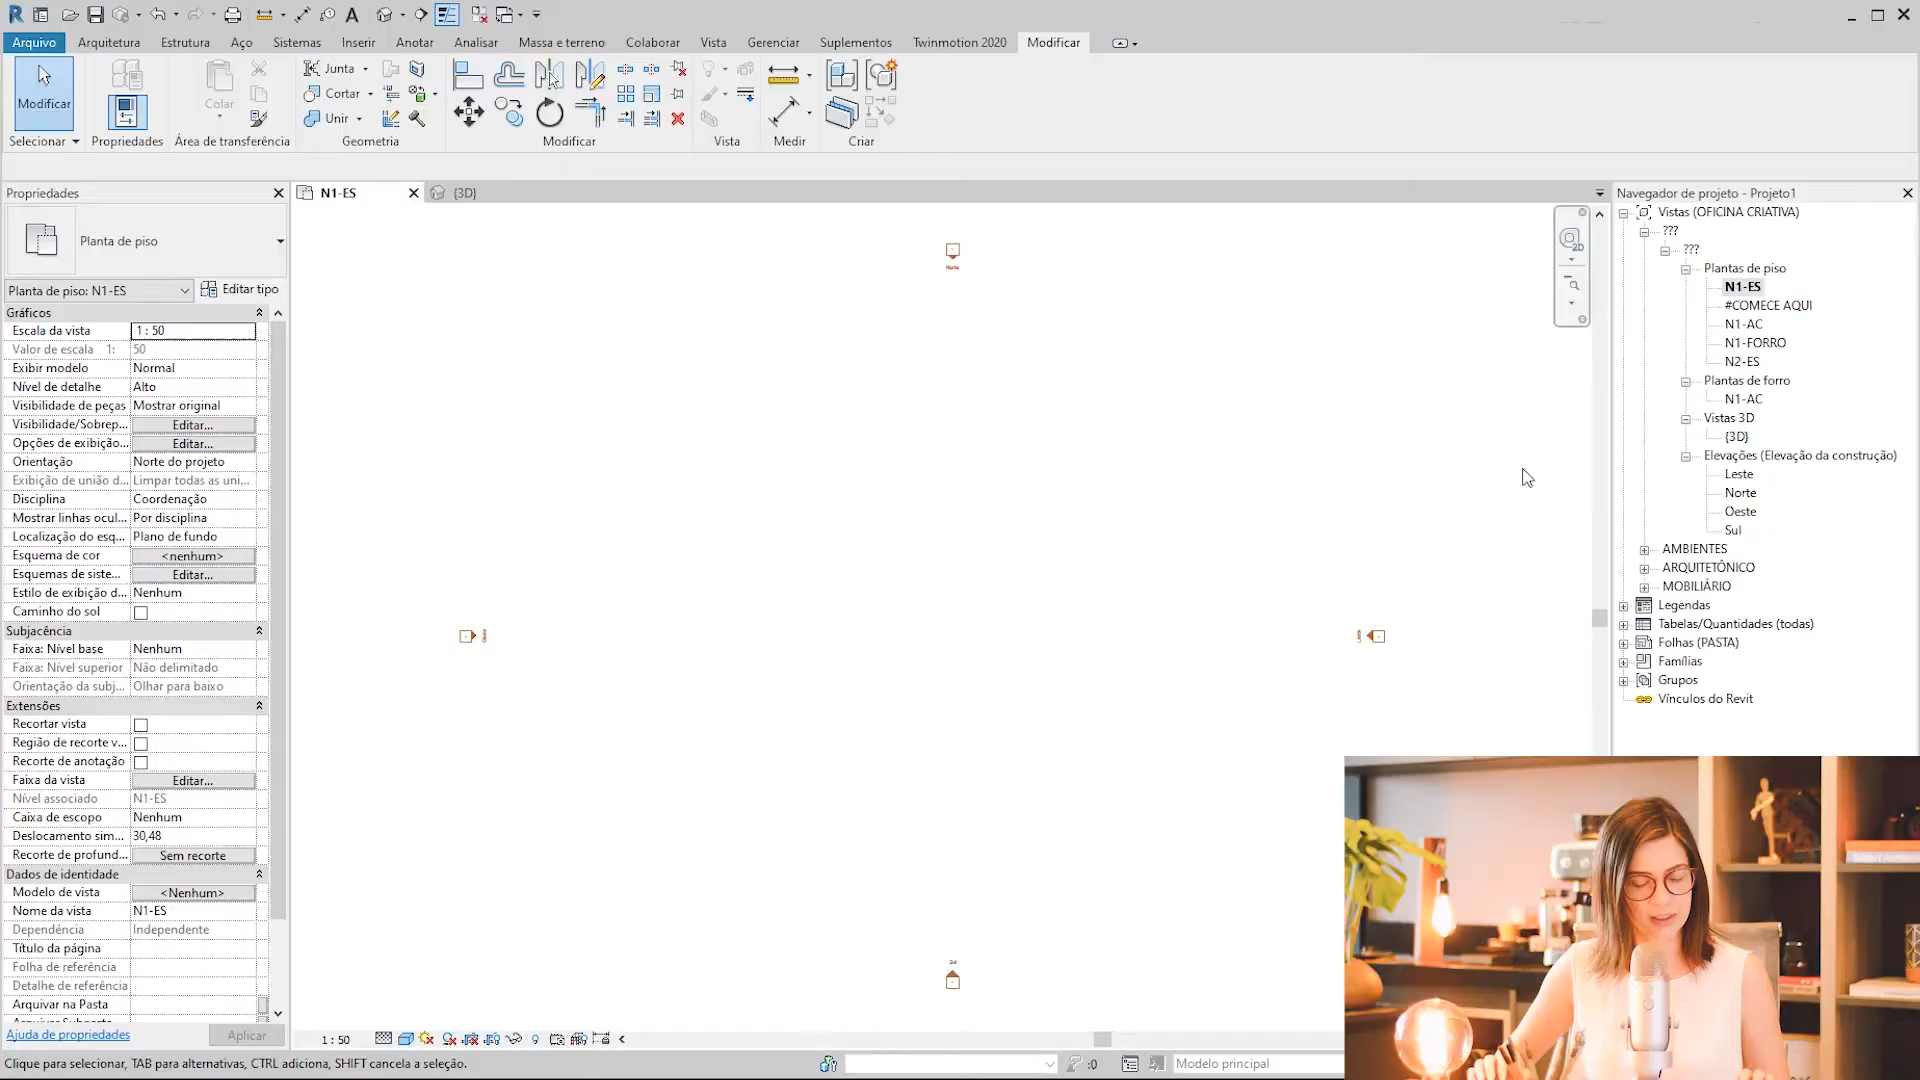 Arquivo Arquitetura Estrutura Aço Sistemas Inserir Anotar Analisar Massa e terreno Colaborar Vista Gerenciar Suplementos Twinmotion 2020 Modificar
Modificar
Colar
Junta
Cortar
Unir
Selecionar Propriedades Área de transferência Geometria Modificar Vista Medir Criar
Propriedades
Planta de piso
Planta de piso: N1-ES Editar tipo
Gráficos
Escala da vista 1 : 50
Valor de escala 1: 50
Exibir modelo Normal
Nível de detalhe Alto
Visibilidade de peças Mostrar original
Visibilidade/Sobrep... Editar...
Opções de exibição... Editar...
Orientação Norte do projeto
Exibição de união d... Limpar todas as uni...
Disciplina Coordenação
Mostrar linhas ocul... Por disciplina
Localização do esq... Plano de fundo
Esquema de cor <nenhum>
Esquemas de siste... Editar...
Estilo de exibição d... Nenhum
Caminho do sol
Subjacência
Faixa: Nível base Nenhum
Faixa: Nível superior Não delimitado
Orientação da subj... Olhar para baixo
Extensões
Recortar vista
Região de recorte v...
Recorte de anotação
Faixa da vista Editar...
Nível associado N1-ES
Caixa de escopo Nenhum
Deslocamento sim... 30,48
Recorte de profund... Sem recorte
Dados de identidade
Modelo de vista <Nenhum>
Nome da vista N1-ES
Dependência Independente
Título da página
Folha de referência
Detalhe de referência
Arquivar na Pasta
Ajuda de propriedades Aplicar
N1-ES {3D}
2D
Norte
Sul
1 : 50
Navegador de projeto - Projeto1
Vistas (OFICINA CRIATIVA)
???
???
Plantas de piso
N1-ES
#COMECE AQUI
N1-AC
N1-FORRO
N2-ES
Plantas de forro
N1-AC
Vistas 3D
{3D}
Elevações (Elevação da construção)
Leste
Norte
Oeste
Sul
AMBIENTES
ARQUITETÔNICO
MOBILIÁRIO
Legendas
Tabelas/Quantidades (todas)
Folhas (PASTA)
Famílias
Grupos
Vínculos do Revit
Clique para selecionar, TAB para alternativas, CTRL adiciona, SHIFT cancela a seleção. :0 Modelo principal